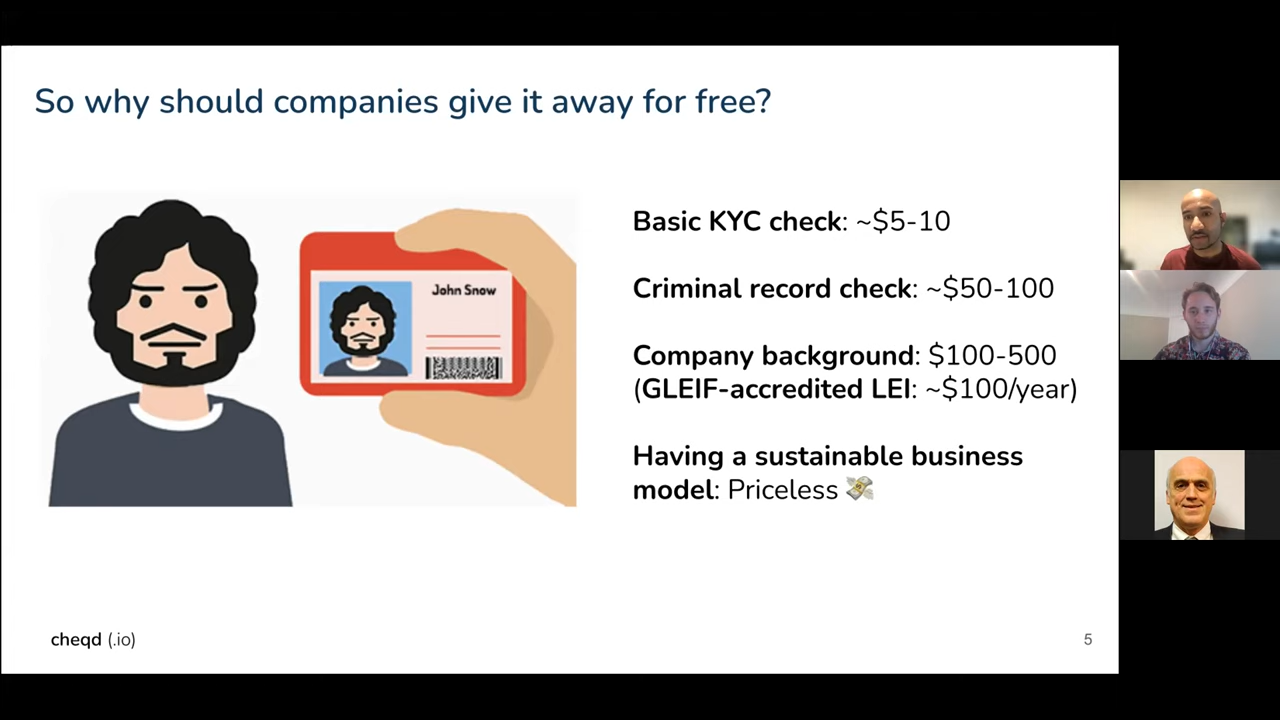 So why should companies give it away for free?
John Snow
Basic KYC check: ~$5-10
Criminal record check: ~$50-100
Company background: $100-500
(GLEIF-accredited LEI: ~$100/year)
Having a sustainable business
model: Priceless 💸
cheqd (.io)
5